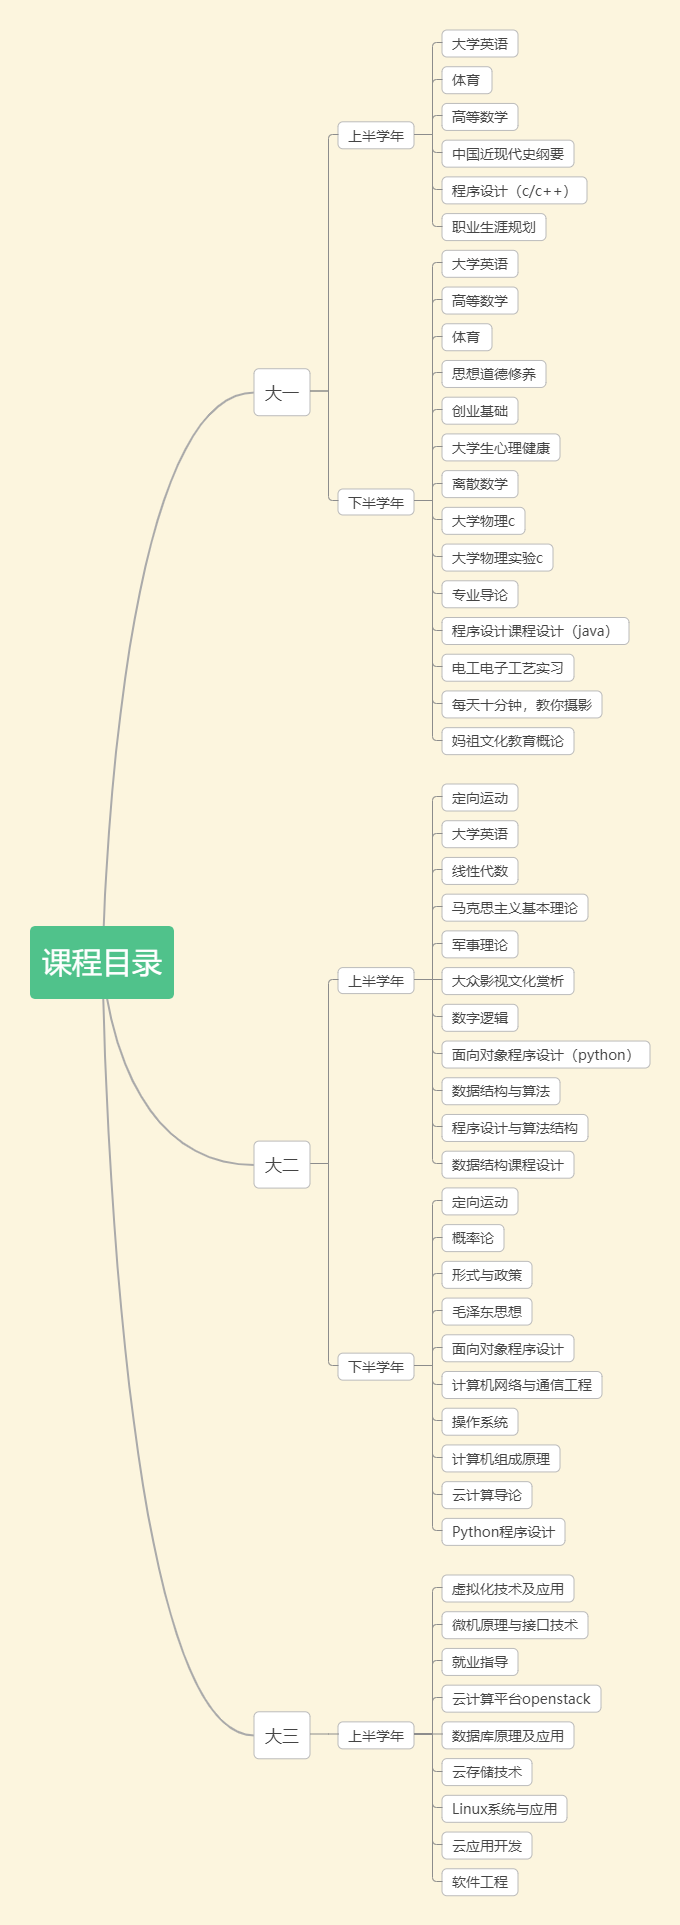 课程目录
大一
上半学年
大学英语
体育
高等数学
中国近现代史纲要
程序设计（c/c++）
职业生涯规划
下半学年
大学英语
高等数学
体育
思想道德修养
创业基础
大学生心理健康
离散数学
大学物理c
大学物理实验c
专业导论
程序设计课程设计（java）
电工电子工艺实习
每天十分钟，教你摄影
妈祖文化教育概论
大二
上半学年
定向运动
大学英语
线性代数
马克思主义基本理论
军事理论
大众影视文化赏析
数字逻辑
面向对象程序设计（python）
数据结构与算法
程序设计与算法结构
数据结构课程设计
下半学年
定向运动
概率论
形式与政策
毛泽东思想
面向对象程序设计
计算机网络与通信工程
操作系统
计算机组成原理
云计算导论
Python程序设计
大三
上半学年
虚拟化技术及应用
微机原理与接口技术
就业指导
云计算平台openstack
数据库原理及应用
云存储技术
Linux系统与应用
云应用开发
软件工程